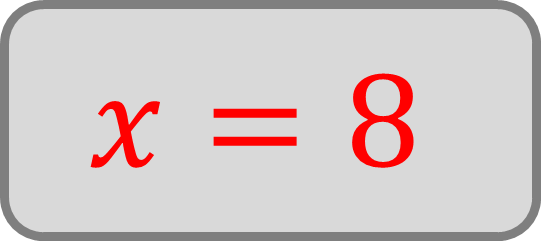 x = 8